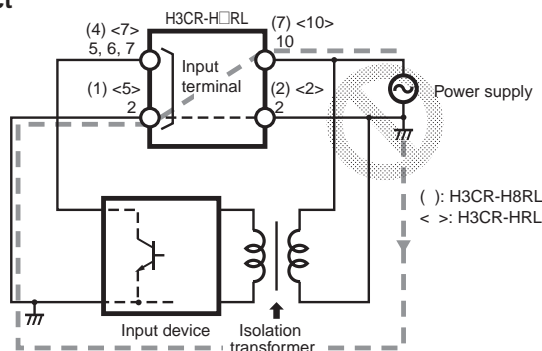 ct
H3CR-H□RL
(4) <7>
5, 6, 7
(7) <10>
10
Input
terminal
(1) <5>
2
(2) <2>
2
Power supply
( ): H3CR-H8RL
< >: H3CR-HRL
Input device
Isolation
transformer